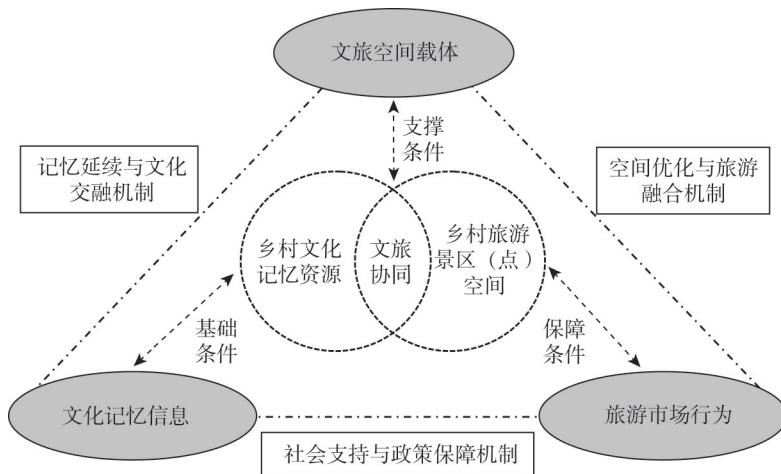 文旅空间载体
支撑
条件
记忆延续与文化
交融机制
空间优化与旅游
融合机制
乡村文化
记忆资源
文旅
协同
乡村旅游
景区（点）
空间
基础
条件
保障
条件
文化记忆信息
旅游市场行为
社会支持与政策保障机制